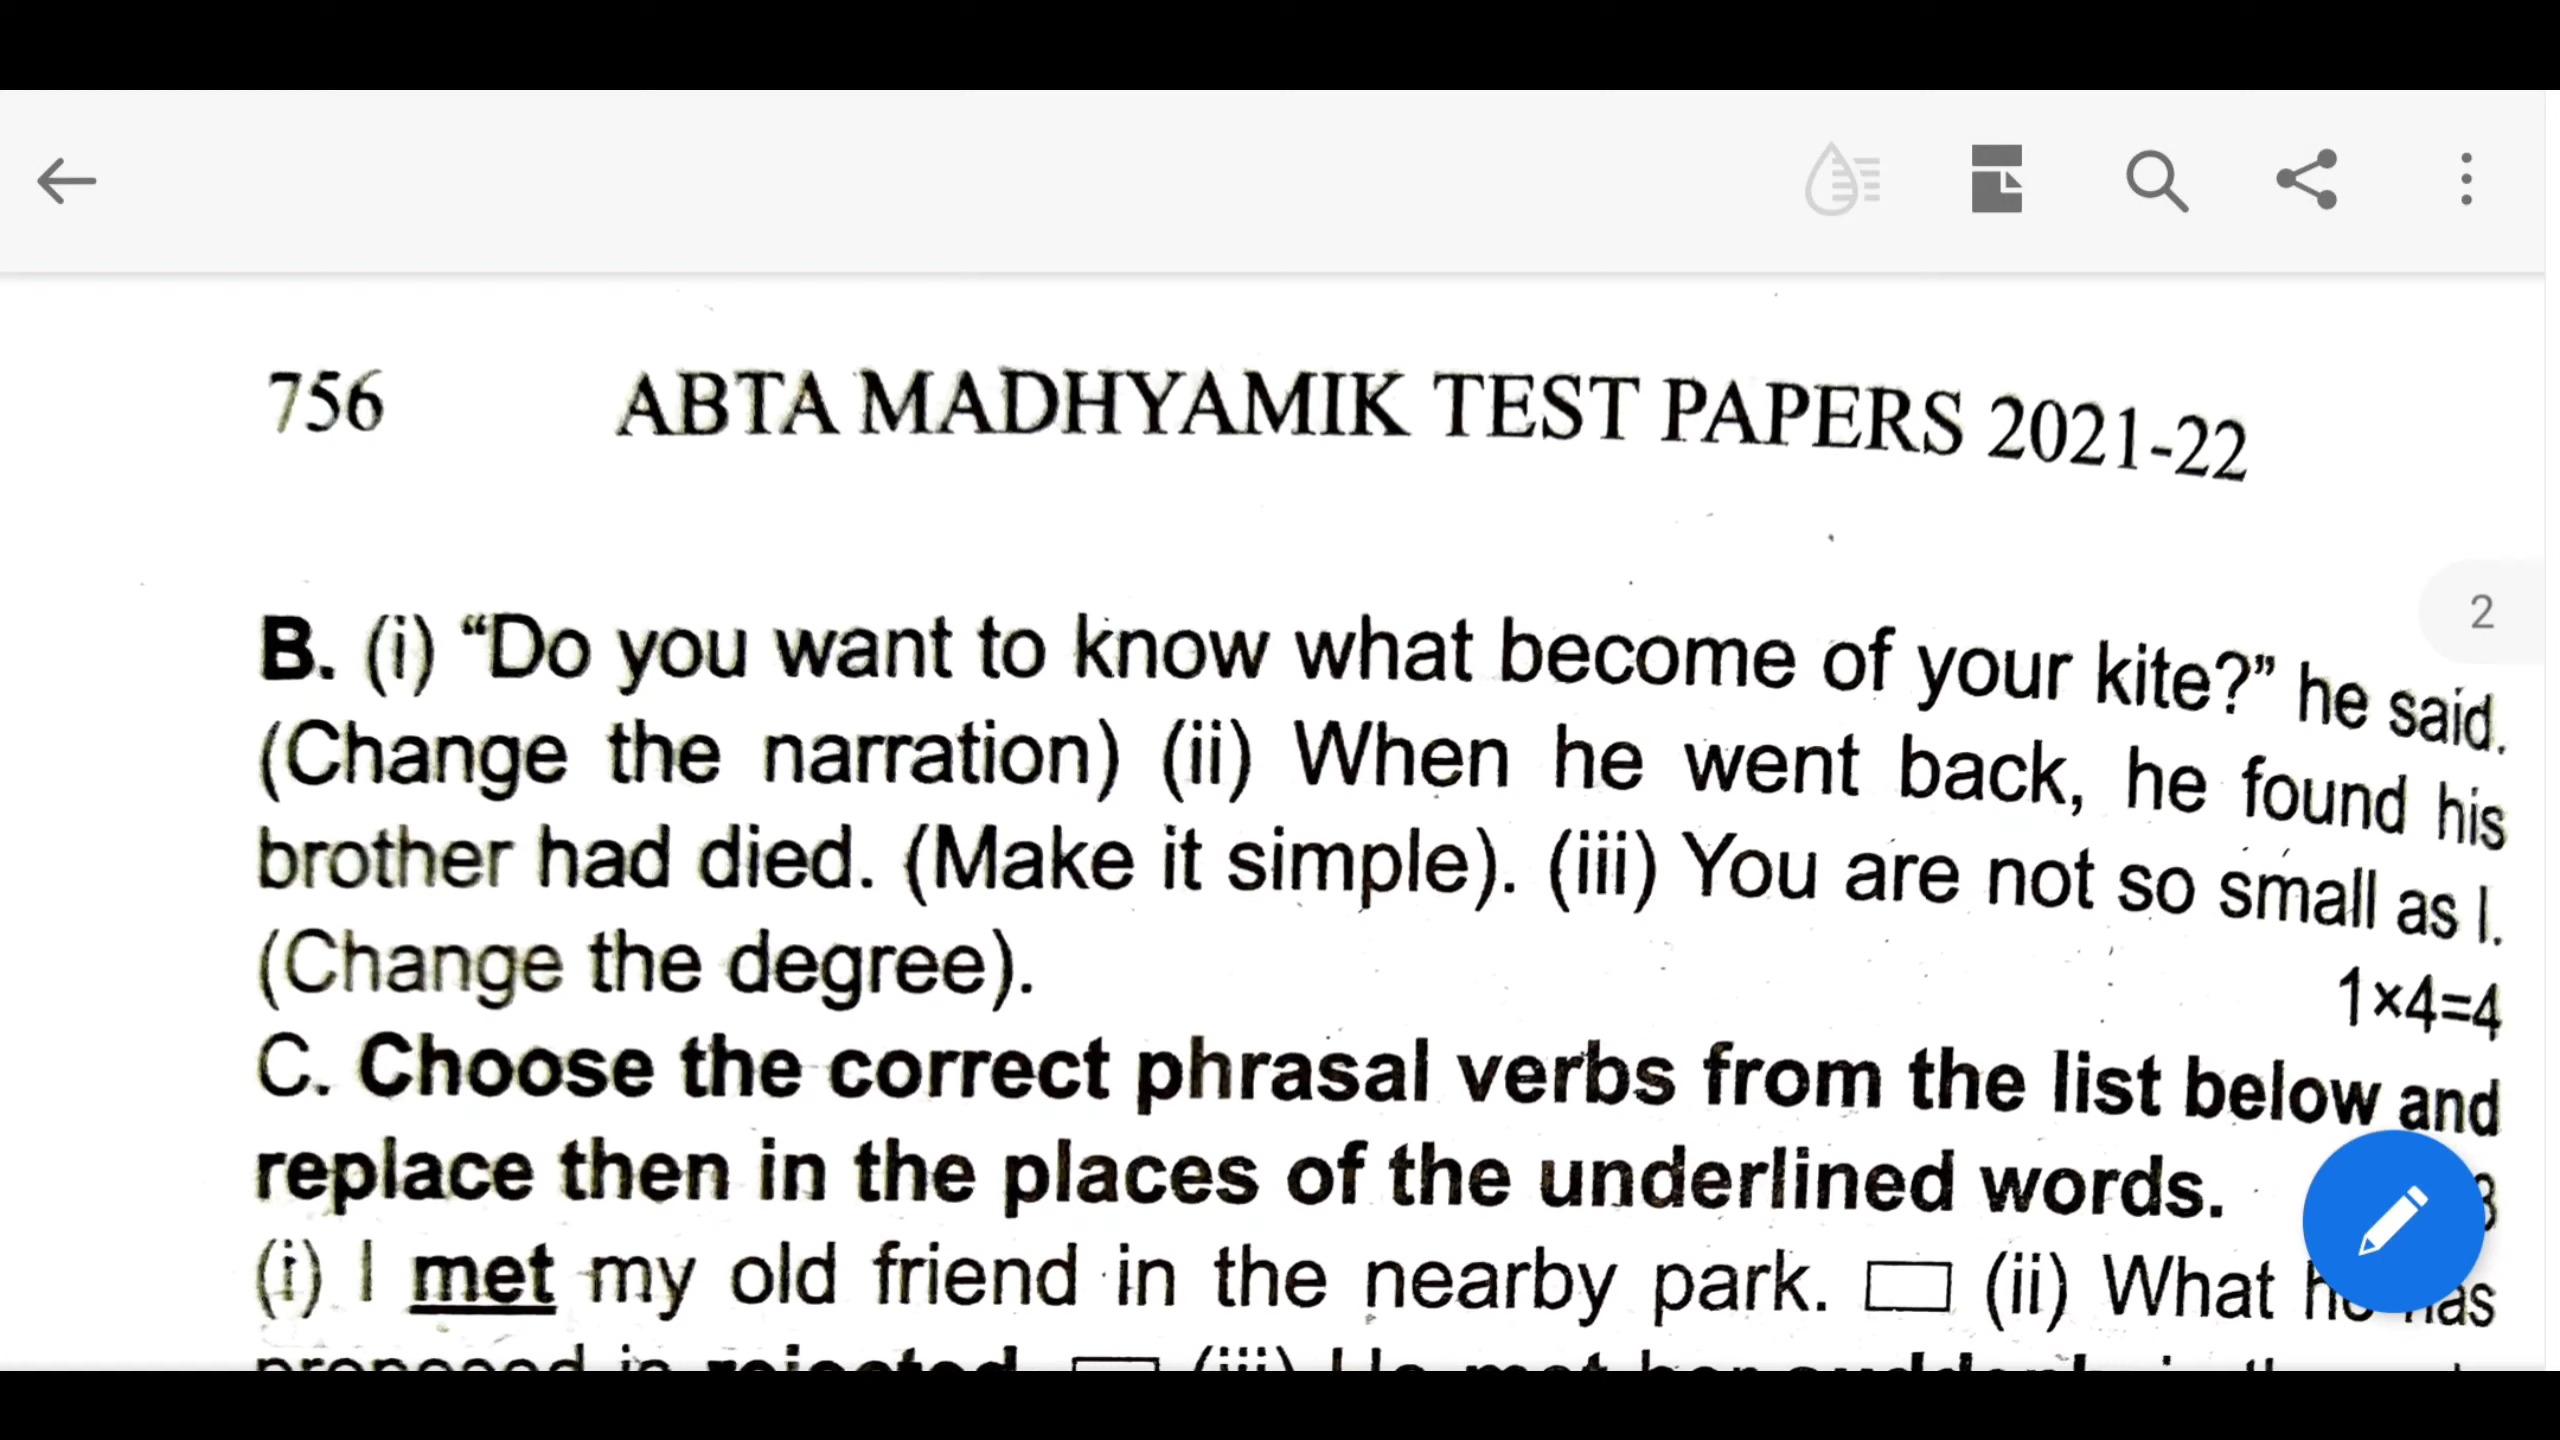 756 ABTA MADHYAMIK TEST PAPERS 2021-22
2
B. (i) “Do you want to know what become of your kite?” he said.
(Change the narration) (ii) When he went back, he found his
brother had died. (Make it simple). (iii) You are not so small as I.
(Change the degree).
1×4=4
C. Choose the correct phrasal verbs from the list below and
replace then in the places of the underlined words.
(i) I met my old friend in the nearby park. (ii) What